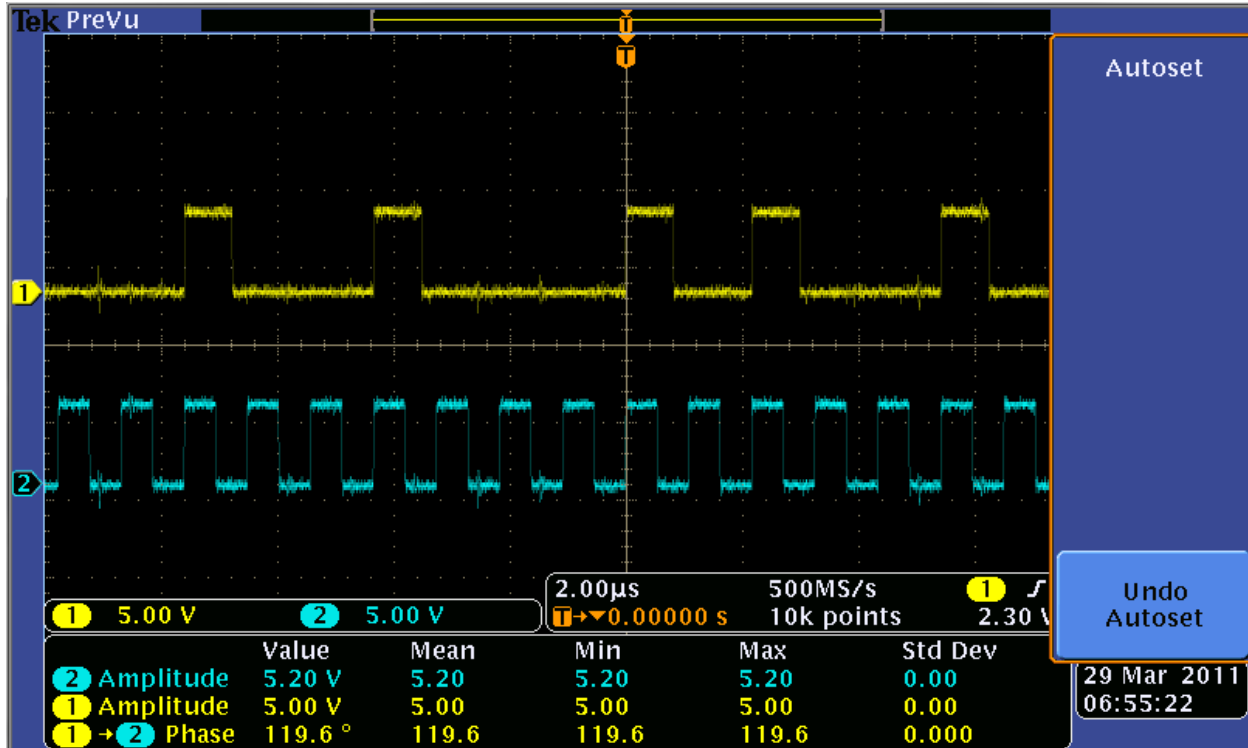 Tek PreVu
T
T
Autoset
1
2
1 5.00 V 2 5.00 V
2.00µs 500MS/s 1
T→▼0.00000 s 10k points 2.30 V
Undo
Autoset
Value Mean Min Max Std Dev
2 Amplitude 5.20 V 5.20 5.20 5.20 0.00
1 Amplitude 5.00 V 5.00 5.00 5.00 0.00
1 → 2 Phase 119.6 ° 119.6 119.6 119.6 0.000
29 Mar 2011
06:55:22